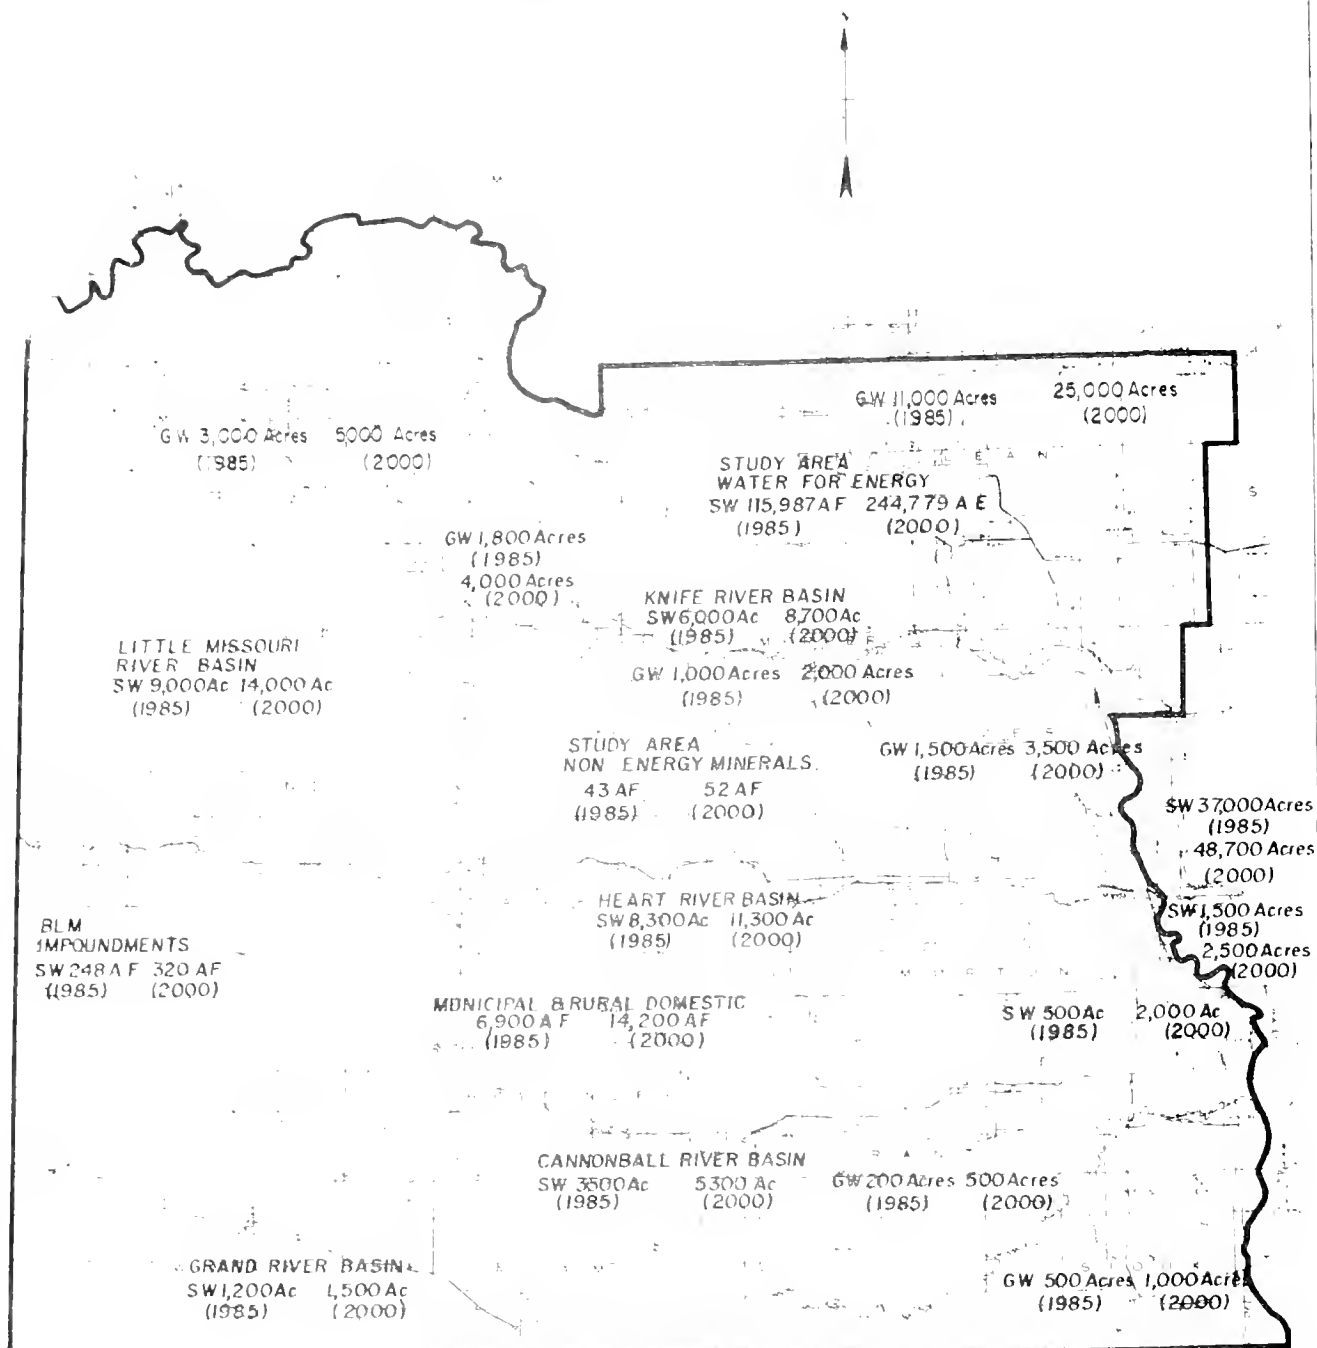 GW 11,000 Acres 25,000 Acres
(1985) (2000)
GW 3,000 Acres 5,000 Acres
(1985) (2000)
STUDY AREA
WATER FOR ENERGY
SW 115,987 AF 244,779 A F
(1985) (2000)
GW 1,800 Acres
(1985)
4,000 Acres
(2000)
KNIFE RIVER BASIN
SW 6,000 Ac 8,700 Ac
(1985) (2000)
GW 1,000 Acres 2,000 Acres
(1985) (2000)
LITTLE MISSOURI
RIVER BASIN
SW 9,000 Ac 14,000 Ac
(1985) (2000)
STUDY AREA
NON ENERGY MINERALS
43 AF 52 AF
(1985) (2000)
GW 1,500 Acres 3,500 Acres
(1985) (2000)
SW 37,000 Acres
(1985)
48,700 Acres
(2000)
HEART RIVER BASIN
SW 8,300 Ac 11,300 Ac
(1985) (2000)
SW 1,500 Acres
(1985)
2,500 Acres
(2000)
BLM
IMPOUNDMENTS
SW 248 A F 320 AF
(1985) (2000)
MORTON
MUNICIPAL & RURAL DOMESTIC
6,900 A F 14,200 AF
(1985) (2000)
SW 500 Ac 2,000 Ac
(1985) (2000)
CANNONBALL RIVER BASIN
SW 3500 Ac 5300 Ac
(1985) (2000)
GW 200 Acres 500 Acres
(1985) (2000)
GRAND RIVER BASIN
SW 1,200 Ac 1,500 Ac
(1985) (2000)
GW 500 Acres 1,000 Acres
(1985) (2000)